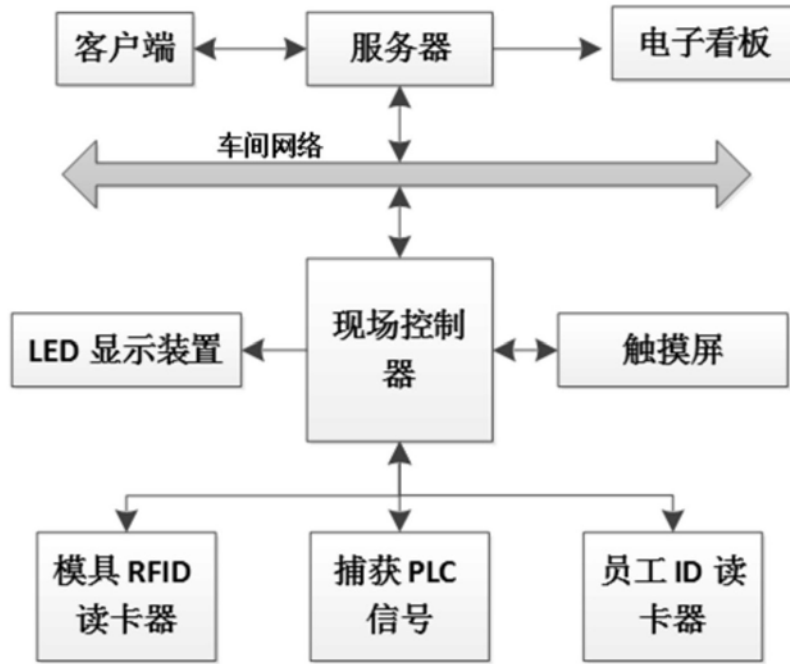 客户端
服务器
电子看板
车间网络
LED 显示装置
现场控制
器
触摸屏
模具 RFID
读卡器
捕获 PLC
信号
员工 ID 读
卡器